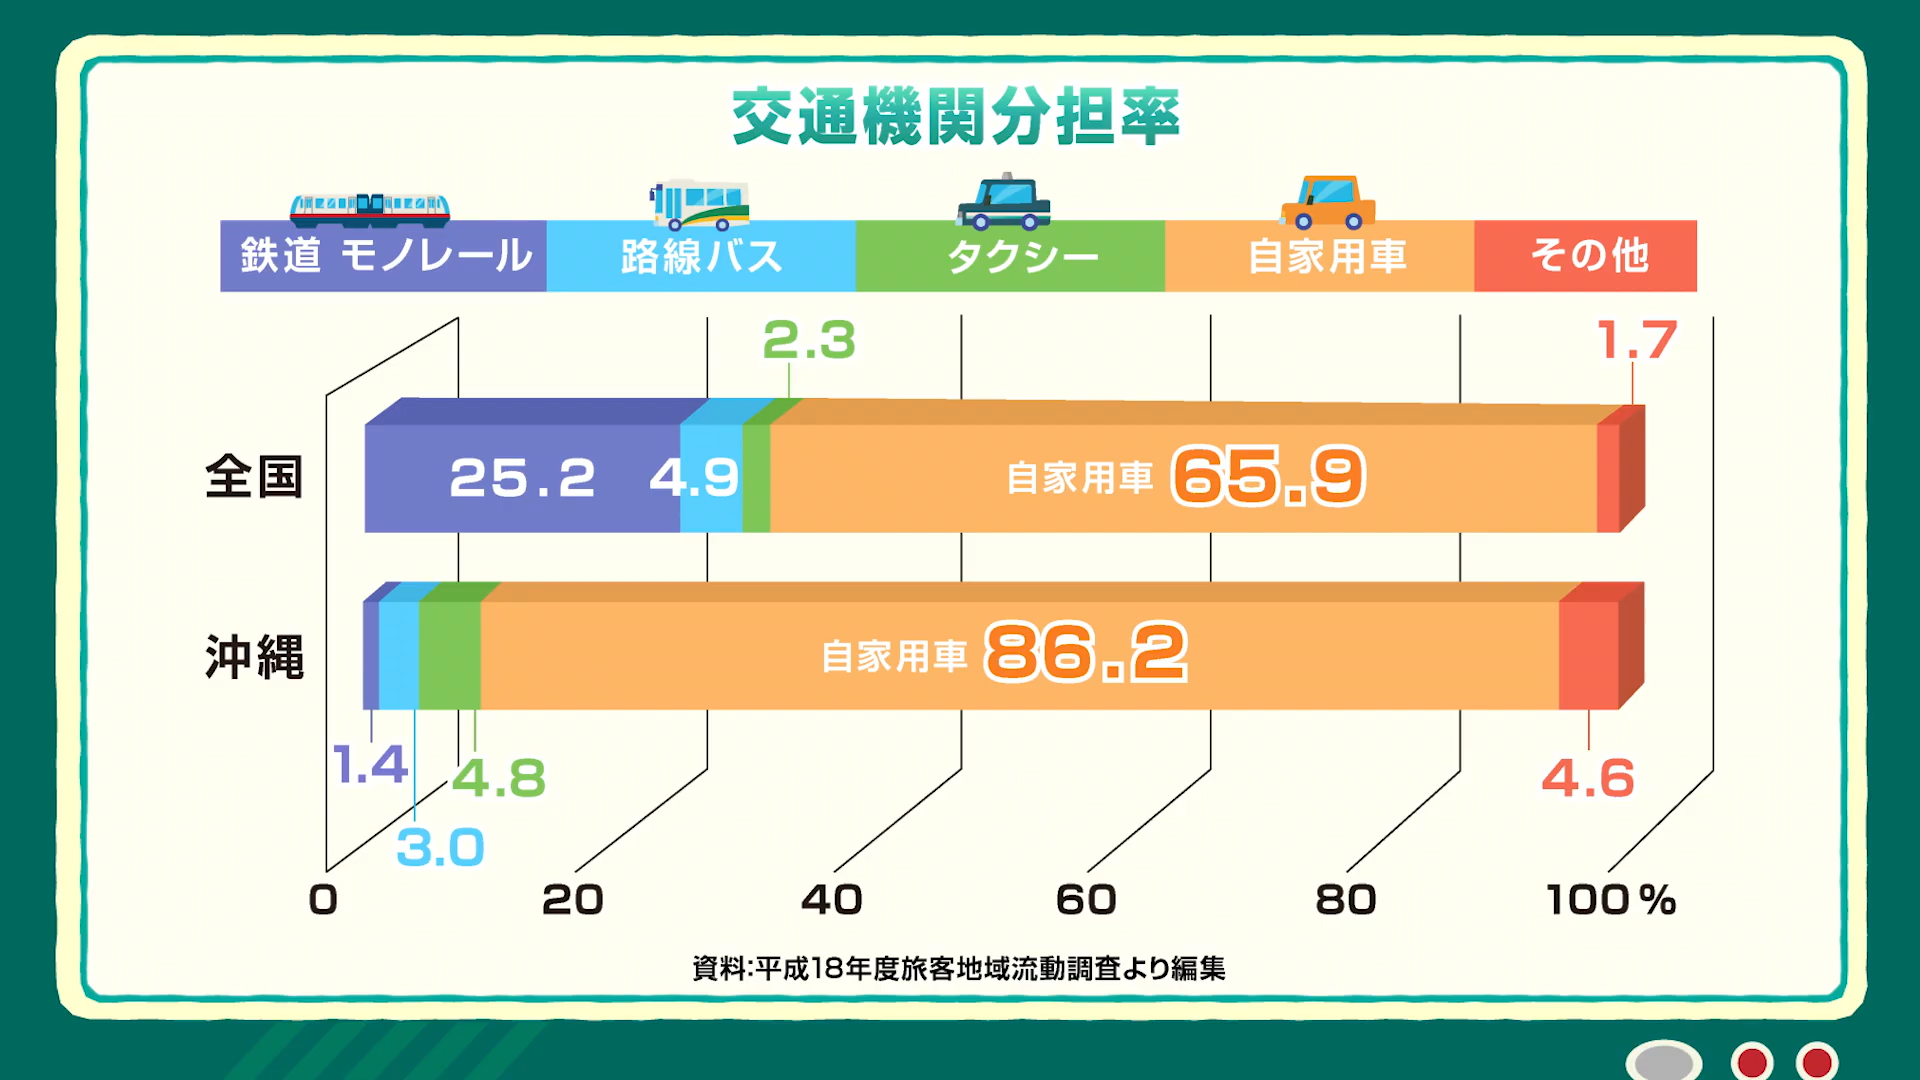 交通機関分担率
鉄道 モノレール 路線バス タクシー 自家用車 その他
2.3 1.7
全国 25.2 4.9 自家用車 65.9
沖縄 自家用車 86.2
1.4 4.8 4.6
3.0
0 20 40 60 80 100%
資料:平成18年度旅客地域流動調査より編集